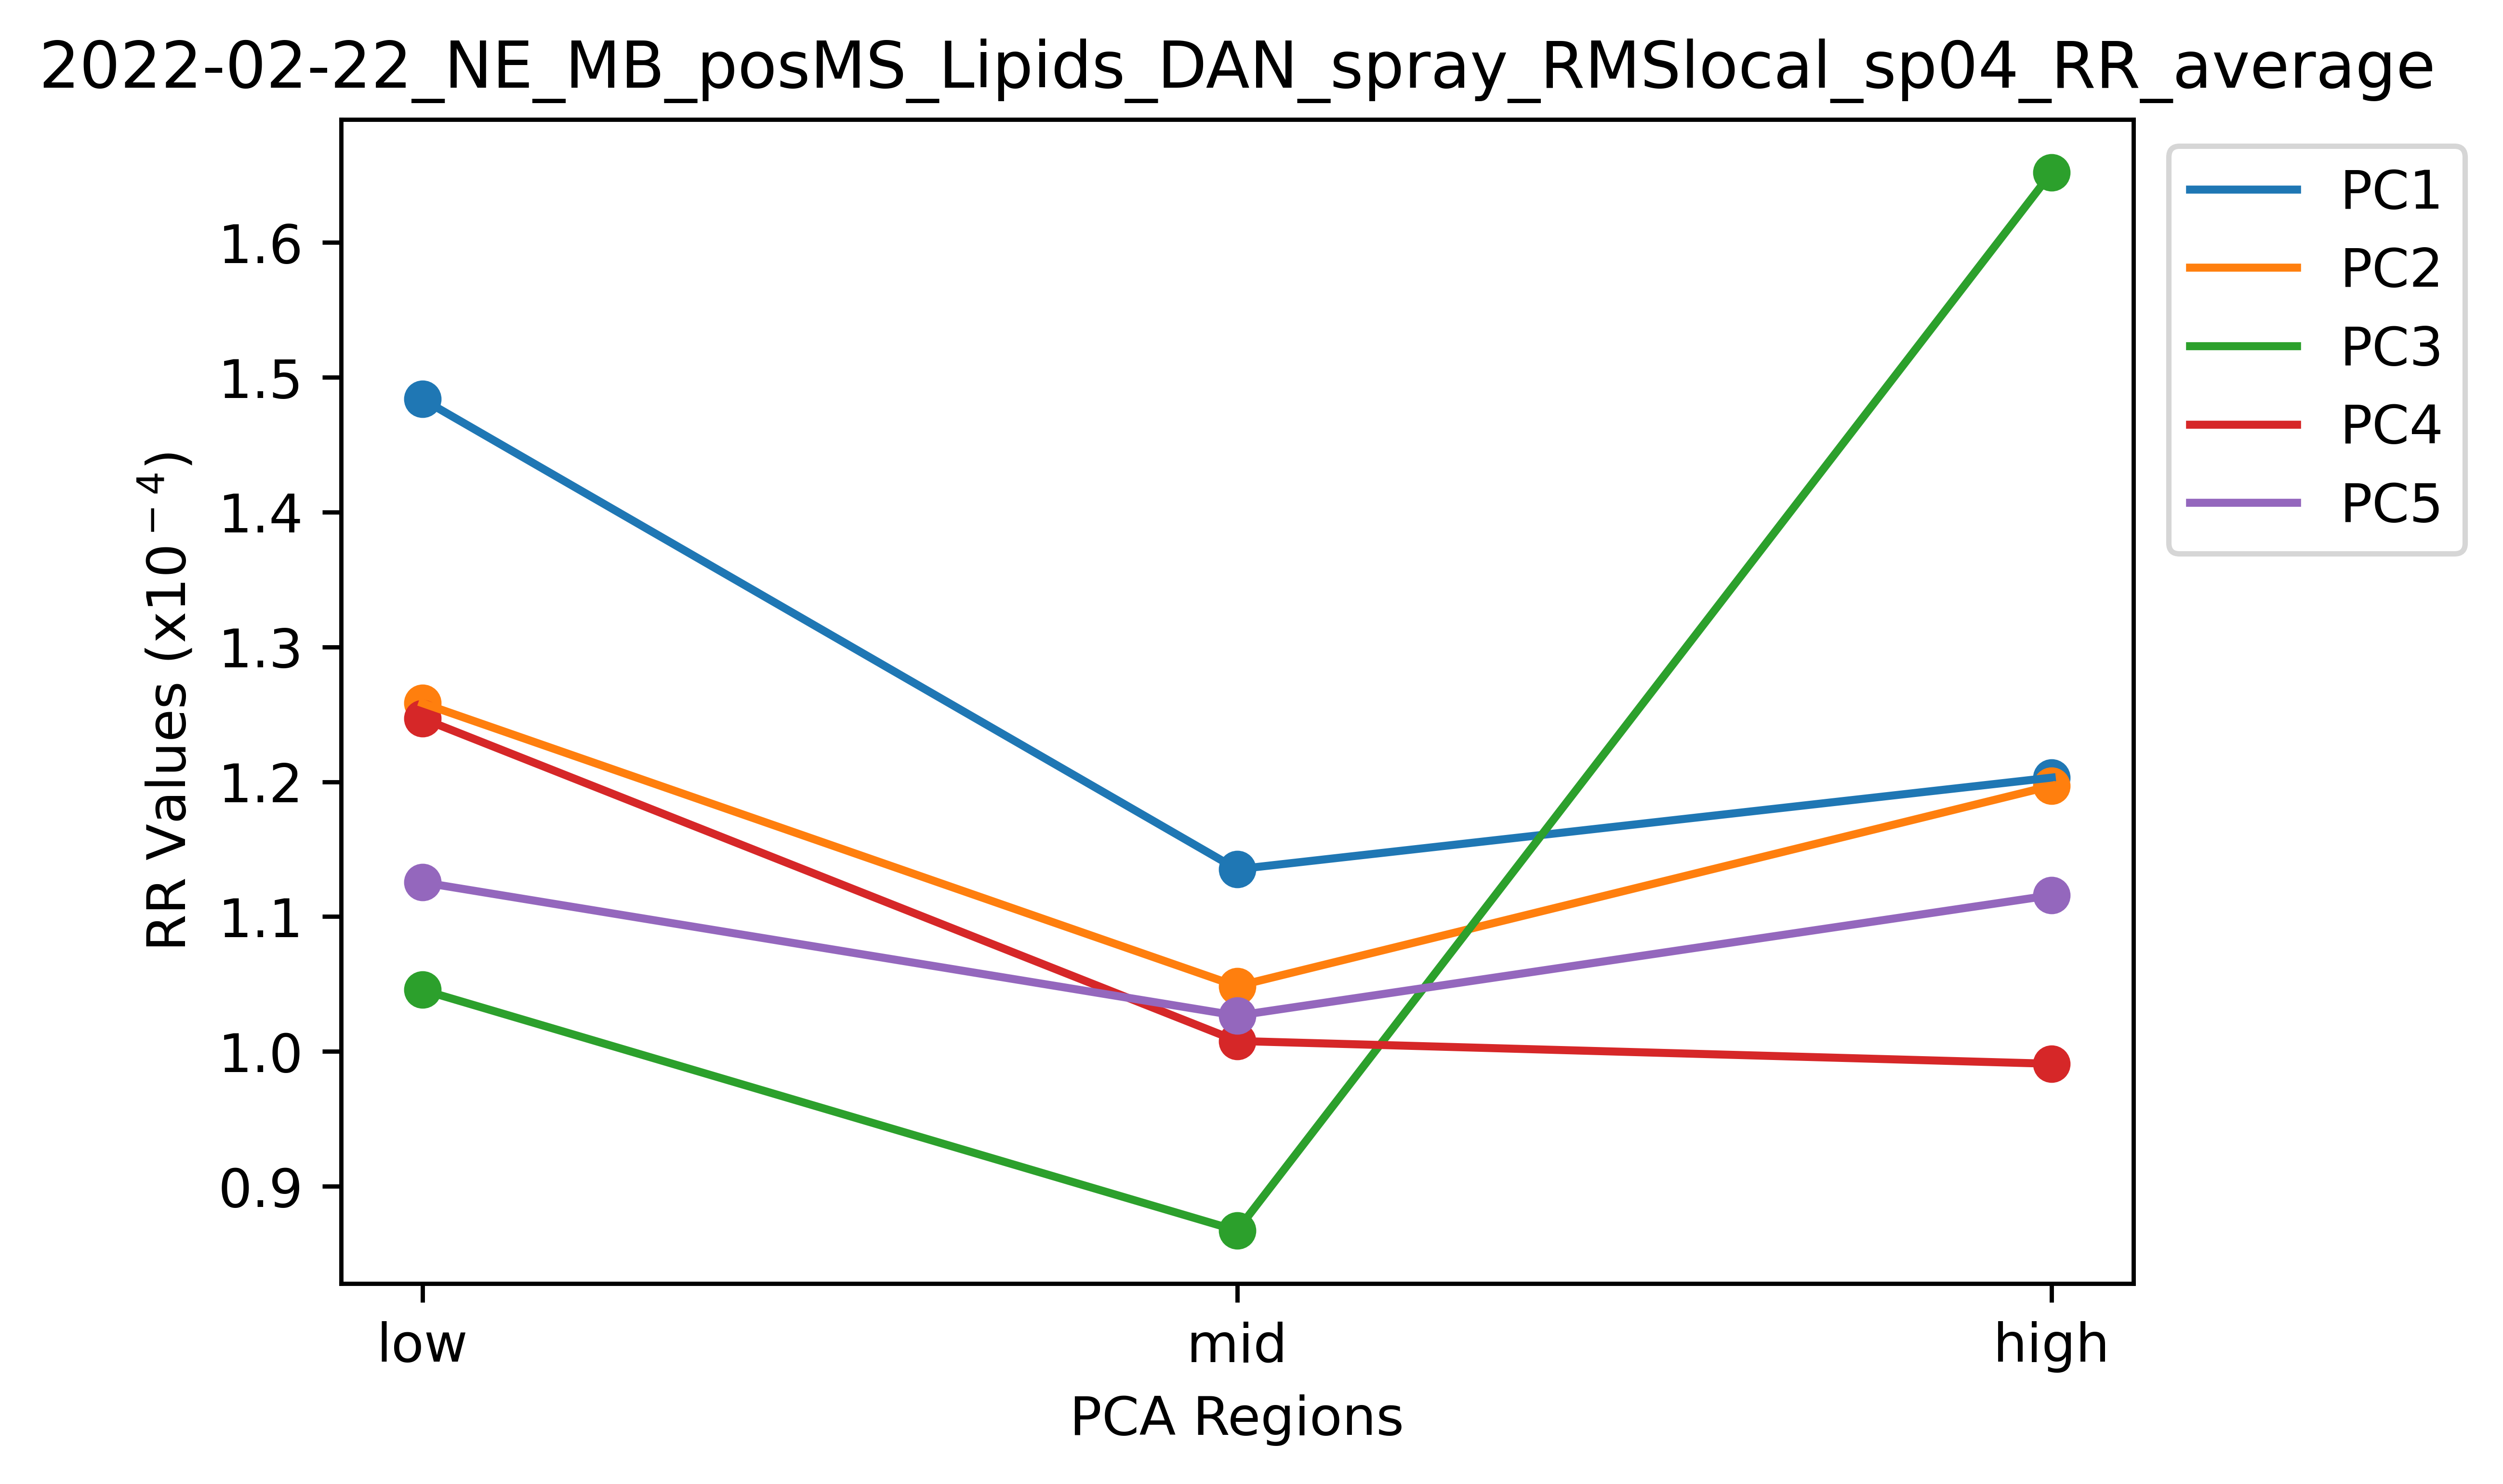 2022-02-22_NE_MB_posMS_Lipids_DAN_spray_RMSlocal_sp04_RR_average
RR Values (x10⁻⁴)
1.6
1.5
1.4
1.3
1.2
1.1
1.0
0.9
low
mid
high
PCA Regions
PC1
PC2
PC3
PC4
PC5